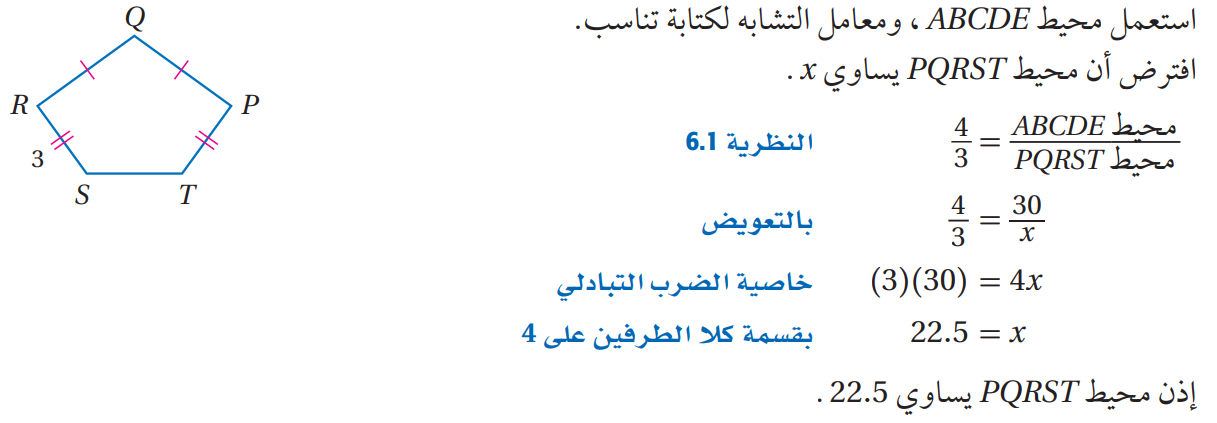 استعمل محيط ABCDE ، ومعامل التشابه لكتابة تناسب.
افترض أن محيط PQRST يساوي x .
4/3 = محيط ABCDE / محيط PQRST النظرية 6.1
4/3 = 30/x بالتعويض
(3)(30) = 4x خاصية الضرب التبادلي
22.5 = x بقسمة كلا الطرفين على 4
إذن محيط PQRST يساوي 22.5 .
Q
R
P
3
S
T